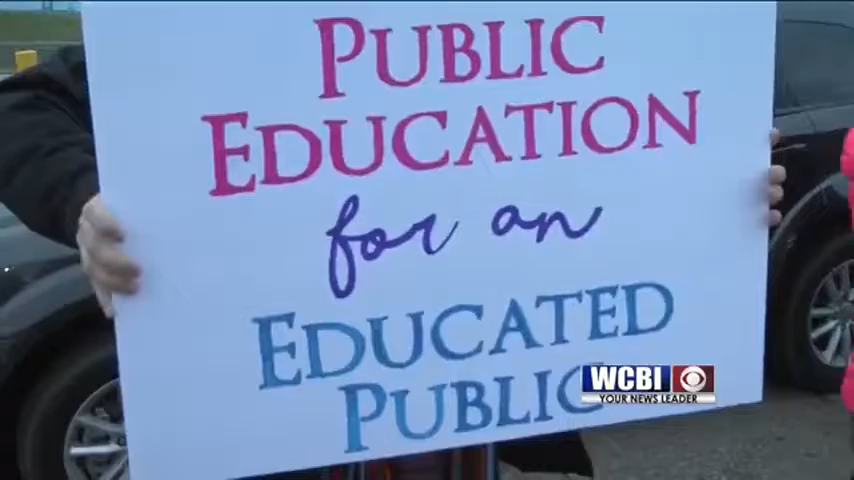 PUBLIC
EDUCATION
for an
EDUCATED
PUBLIC
WCBI
YOUR NEWS LEADER